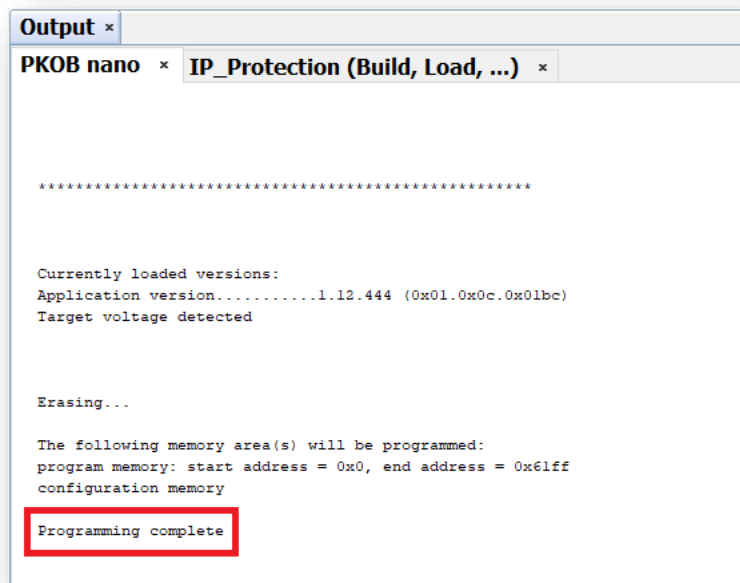 Output ×
PKOB nano × IP_Protection (Build, Load, ...) ×
*****************************************************
Currently loaded versions:
Application version...........1.12.444 (0x01.0x0c.0x01bc)
Target voltage detected
Erasing...
The following memory area(s) will be programmed:
program memory: start address = 0x0, end address = 0x61ff
configuration memory
Programming complete